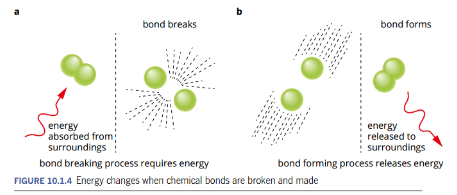 a
bond breaks
energy
absorbed from
surroundings
bond breaking process requires energy
b
bond forms
energy
released to
surroundings
bond forming process releases energy
FIGURE 10.1.4 Energy changes when chemical bonds are broken and made